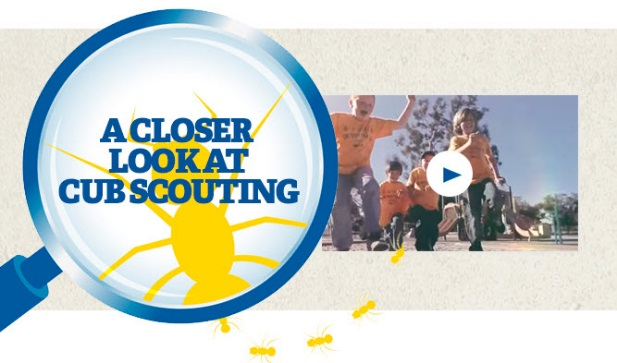 A CLOSER
LOOK AT
CUB SCOUTING